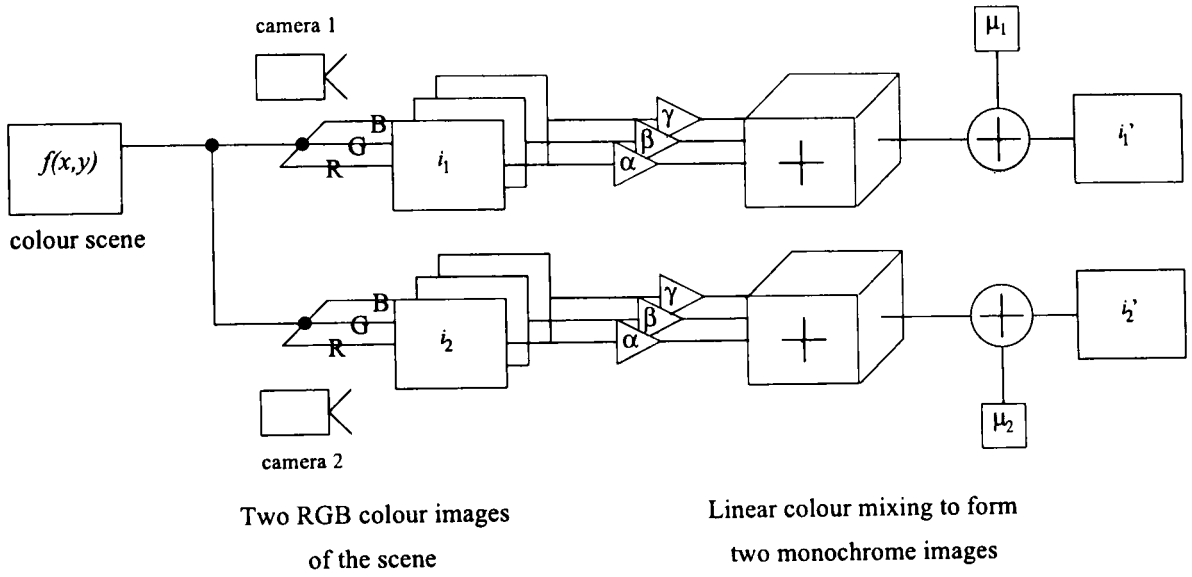 camera 1
μ₁
B
γ
f(x,y)
G
β
i₁
i₁'
R
α
colour scene
B
γ
G
β
i₂
i₂'
R
α
μ₂
camera 2
Two RGB colour images
of the scene
Linear colour mixing to form
two monochrome images